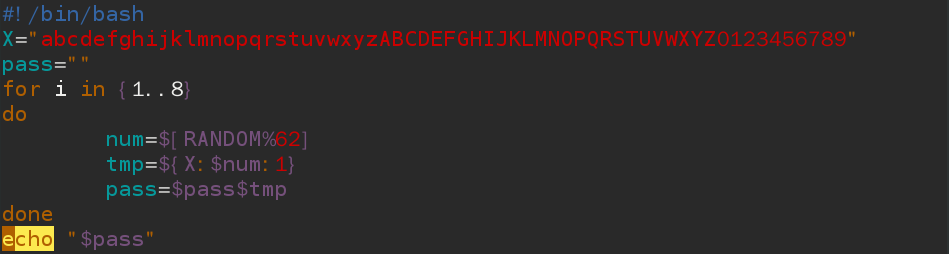 #!/bin/bash
X="abcdefghijklmnopqrstuvwxyzABCDEFGHIJKLMNOPQRSTUVWXYZ0123456789"
pass=""
for i in {1..8}
do
        num=$[RANDOM%62]
        tmp=${X:$num:1}
        pass=$pass$tmp
done
echo "$pass"